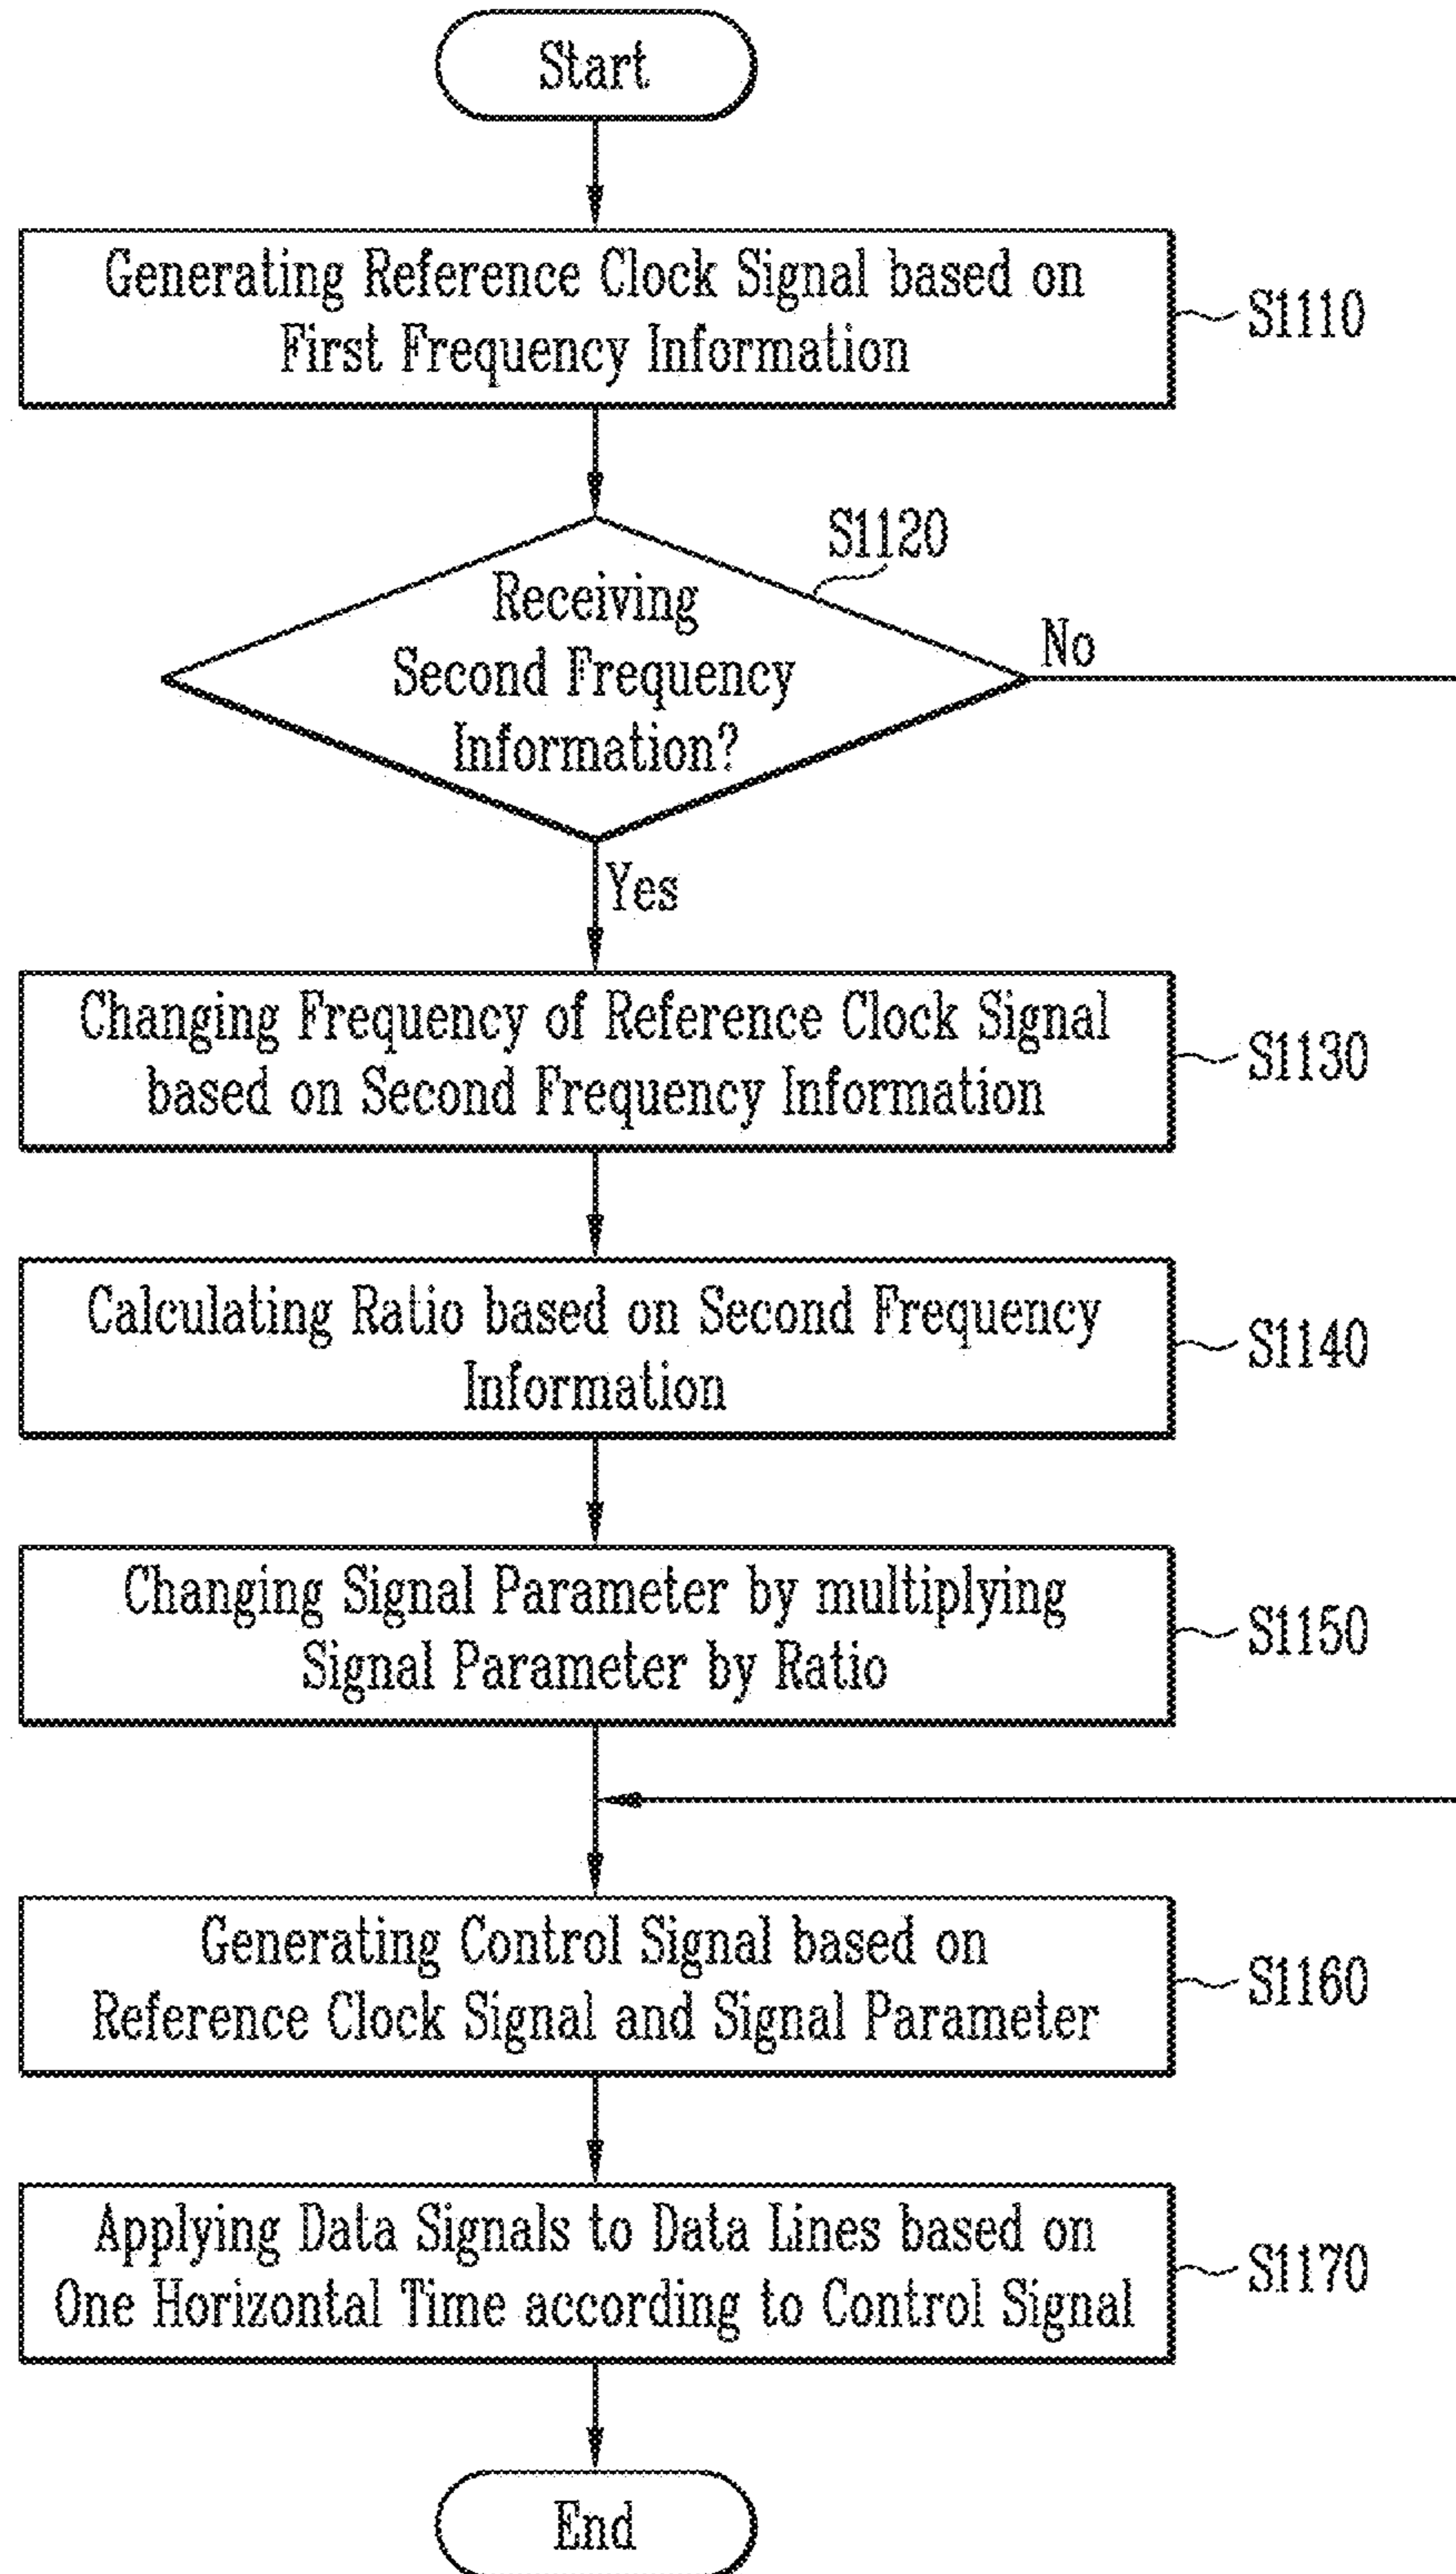 Start
Generating Reference Clock Signal based on
First Frequency Information
S1110
S1120
Receiving
Second Frequency
Information?
No
Yes
Changing Frequency of Reference Clock Signal
based on Second Frequency Information
S1130
Calculating Ratio based on Second Frequency
Information
S1140
Changing Signal Parameter by multiplying
Signal Parameter by Ratio
S1150
Generating Control Signal based on
Reference Clock Signal and Signal Parameter
S1160
Applying Data Signals to Data Lines based on
One Horizontal Time according to Control Signal
S1170
End